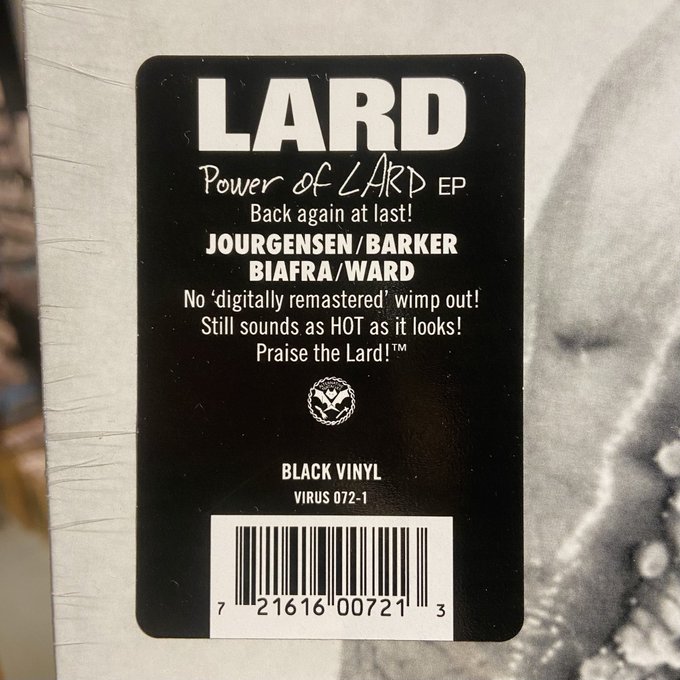 LARD
Power of LARD EP
Back again at last!
JOURGENSEN/BARKER
BIAFRA/WARD
No 'digitally remastered' wimp out!
Still sounds as HOT as it looks!
Praise the Lard!™
BLACK VINYL
VIRUS 072-1
7 21616 00721 3